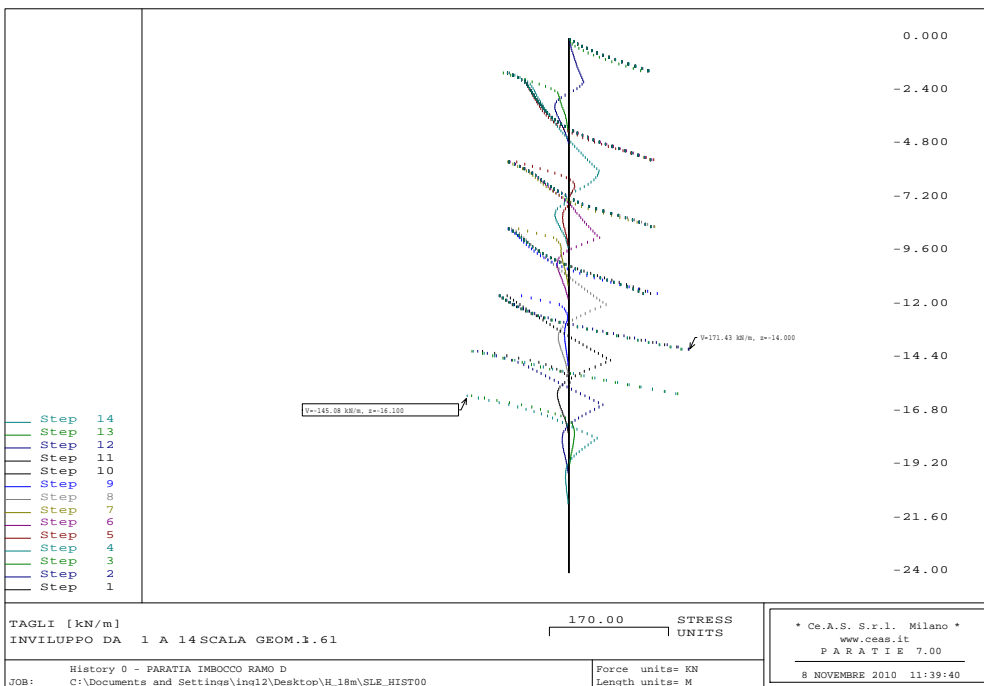 0.000
-2.400
-4.800
-7.200
-9.600
-12.00
V=171.43 kN/m, z=-14.000
-14.40
V=-145.08 kN/m, z=-16.100
-16.80
-19.20
-21.60
-24.00
Step 14
Step 13
Step 12
Step 11
Step 10
Step 9
Step 8
Step 7
Step 6
Step 5
Step 4
Step 3
Step 2
Step 1
TAGLI [kN/m]
INVILUPPO DA 1 A 14 SCALA GEOM.1.61
170.00 STRESS UNITS
* Ce.A.S. S.r.l. Milano *
www.ceas.it
P A R A T I E 7.00
8 NOVEMBRE 2010 11:39:40
History 0 - PARATIA IMBOCCO RAMO D
JOB: C:\Documents and Settings\ing12\Desktop\H_18m\SLE_HIST00
Force units= KN
Length units= M